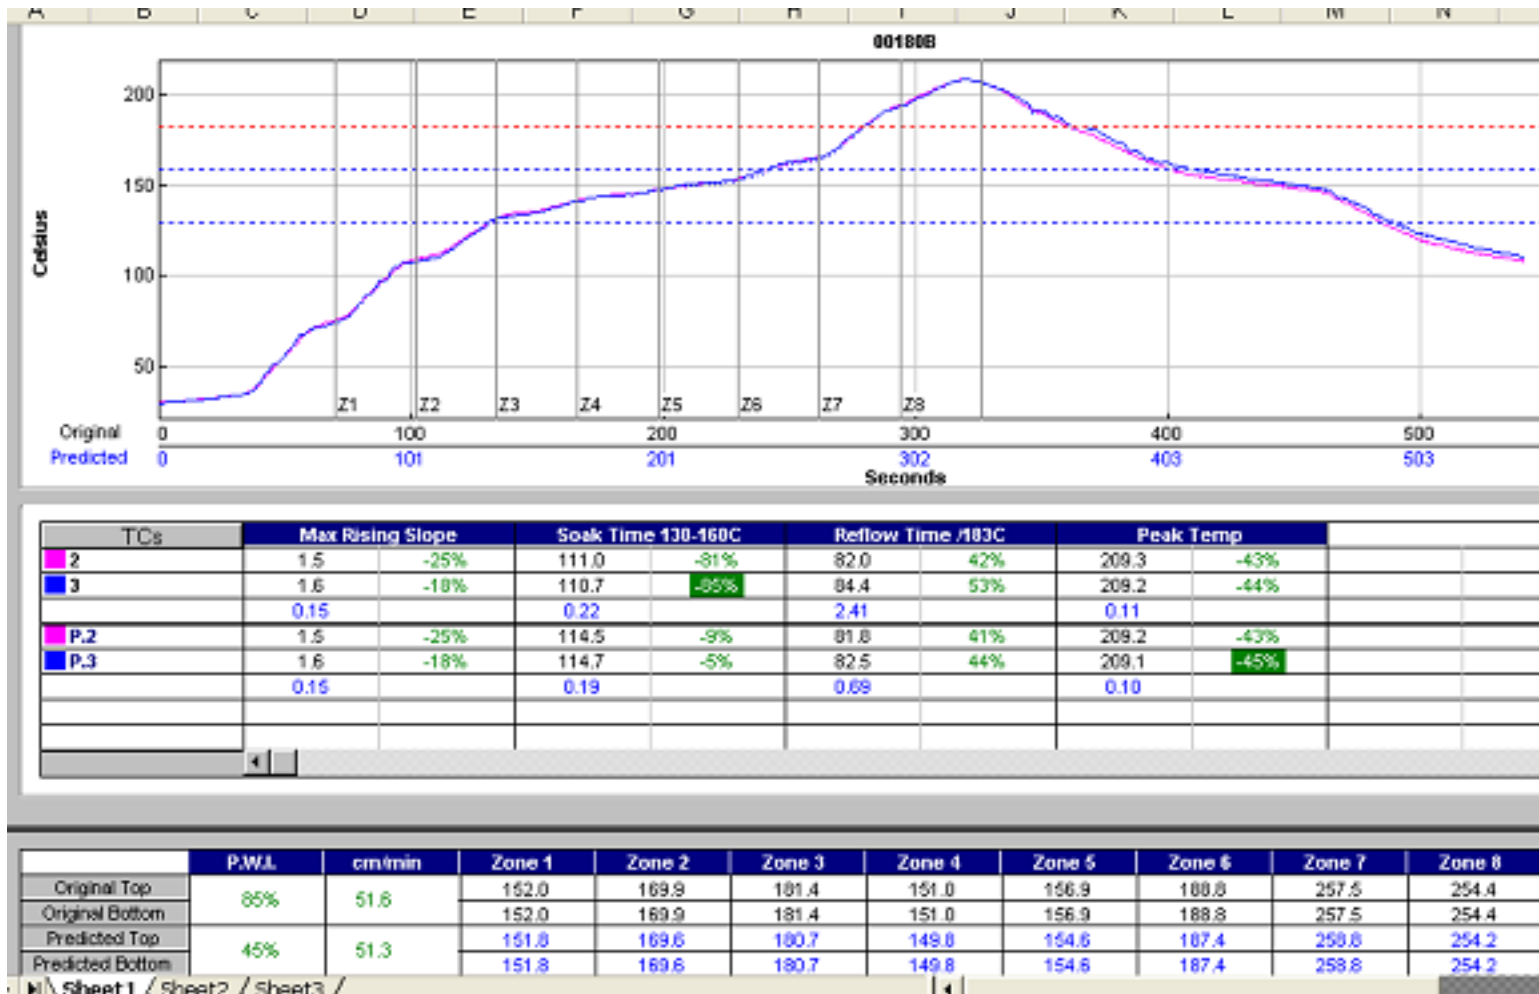 A B C D E F G H I J K L M N
00180B
200
150
100
50
Celsius
Z1 Z2 Z3 Z4 Z5 Z6 Z7 Z8
Original 0 100 200 300 400 500
Predicted 0 101 201 302 403 503
Seconds
TCs Max Rising Slope Soak Time 130-160C Reflow Time /183C Peak Temp
2 1.5 -25% 111.0 -81% 82.0 42% 209.3 -43%
3 1.6 -18% 110.7 -85% 84.4 53% 209.2 -44%
0.15 0.22 2.41 0.11
P.2 1.5 -25% 114.5 -9% 81.8 41% 209.2 -43%
P.3 1.6 -18% 114.7 -5% 82.5 44% 209.1 -45%
0.15 0.19 0.69 0.10
P.W.I. cm/min Zone 1 Zone 2 Zone 3 Zone 4 Zone 5 Zone 6 Zone 7 Zone 8
Original Top 85% 51.6 152.0 169.9 181.4 151.0 156.9 188.8 257.5 254.4
Original Bottom 152.0 169.9 181.4 151.0 156.9 188.8 257.5 254.4
Predicted Top 45% 51.3 151.8 169.6 180.7 149.8 154.6 187.4 258.8 254.2
Predicted Bottom 151.8 169.6 180.7 149.8 154.6 187.4 258.8 254.2
Sheet1 / Sheet2 / Sheet3 /